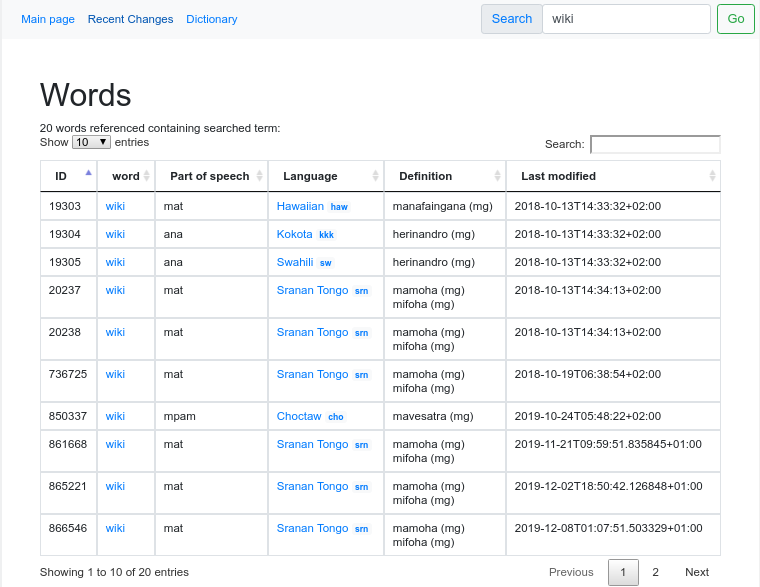 Main page Recent Changes Dictionary Search wiki Go
Words
20 words referenced containing searched term:
Show 10 entries Search:
ID word Part of speech Language Definition Last modified
19303 wiki mat Hawaiian haw manafaingana (mg) 2018-10-13T14:33:32+02:00
19304 wiki ana Kokota kkk herinandro (mg) 2018-10-13T14:33:32+02:00
19305 wiki ana Swahili sw herinandro (mg) 2018-10-13T14:33:32+02:00
20237 wiki mat Sranan Tongo srn mamoha (mg) 2018-10-13T14:34:13+02:00
mifoha (mg)
20238 wiki mat Sranan Tongo srn mamoha (mg) 2018-10-13T14:34:13+02:00
mifoha (mg)
736725 wiki mat Sranan Tongo srn mamoha (mg) 2018-10-19T06:38:54+02:00
mifoha (mg)
850337 wiki mpam Choctaw cho mavesatra (mg) 2019-10-24T05:48:22+02:00
861668 wiki mat Sranan Tongo srn mamoha (mg) 2019-11-21T09:59:51.835845+01:00
mifoha (mg)
865221 wiki mat Sranan Tongo srn mamoha (mg) 2019-12-02T18:50:42.126848+01:00
mifoha (mg)
866546 wiki mat Sranan Tongo srn mamoha (mg) 2019-12-08T01:07:51.503329+01:00
mifoha (mg)
Showing 1 to 10 of 20 entries Previous 1 2 Next